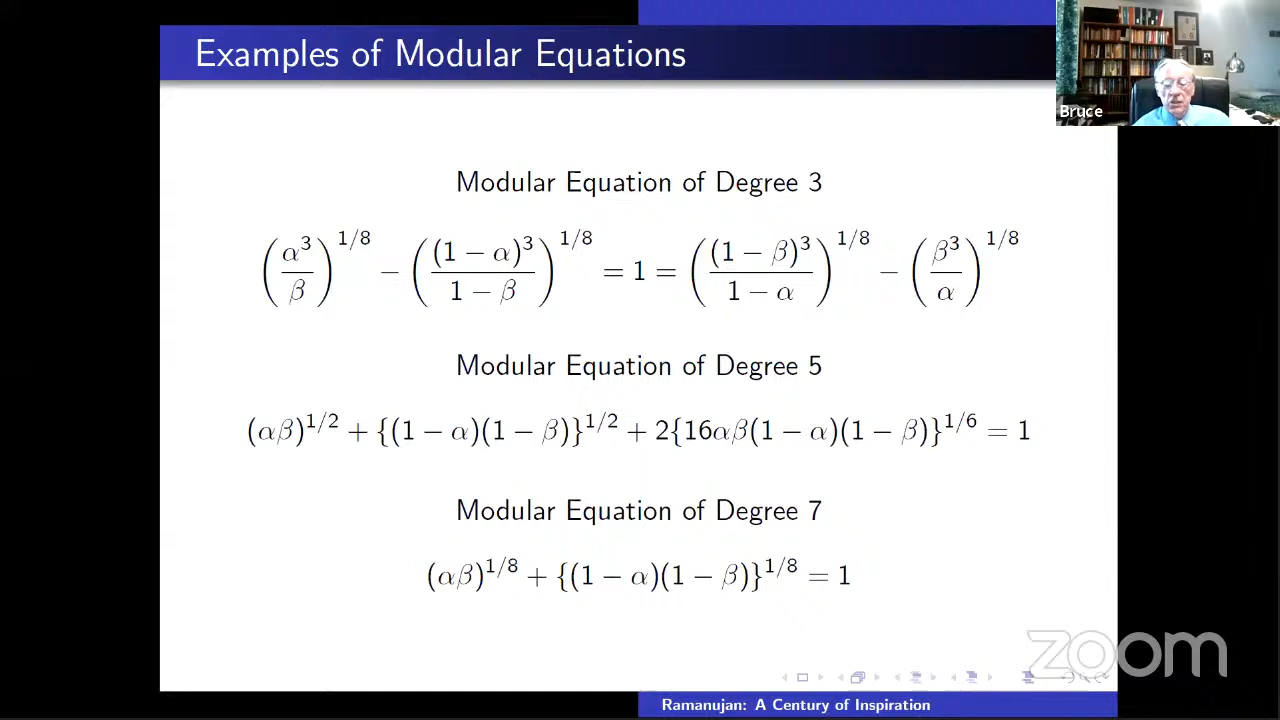 Examples of Modular Equations
Bruce
Modular Equation of Degree 3
(α³/β)^{1/8} − ((1 − α)³/(1 − β))^{1/8} = 1 = ((1 − β)³/(1 − α))^{1/8} − (β³/α)^{1/8}
Modular Equation of Degree 5
(αβ)^{1/2} + {(1 − α)(1 − β)}^{1/2} + 2{16αβ(1 − α)(1 − β)}^{1/6} = 1
Modular Equation of Degree 7
(αβ)^{1/8} + {(1 − α)(1 − β)}^{1/8} = 1
zoom
Ramanujan: A Century of Inspiration